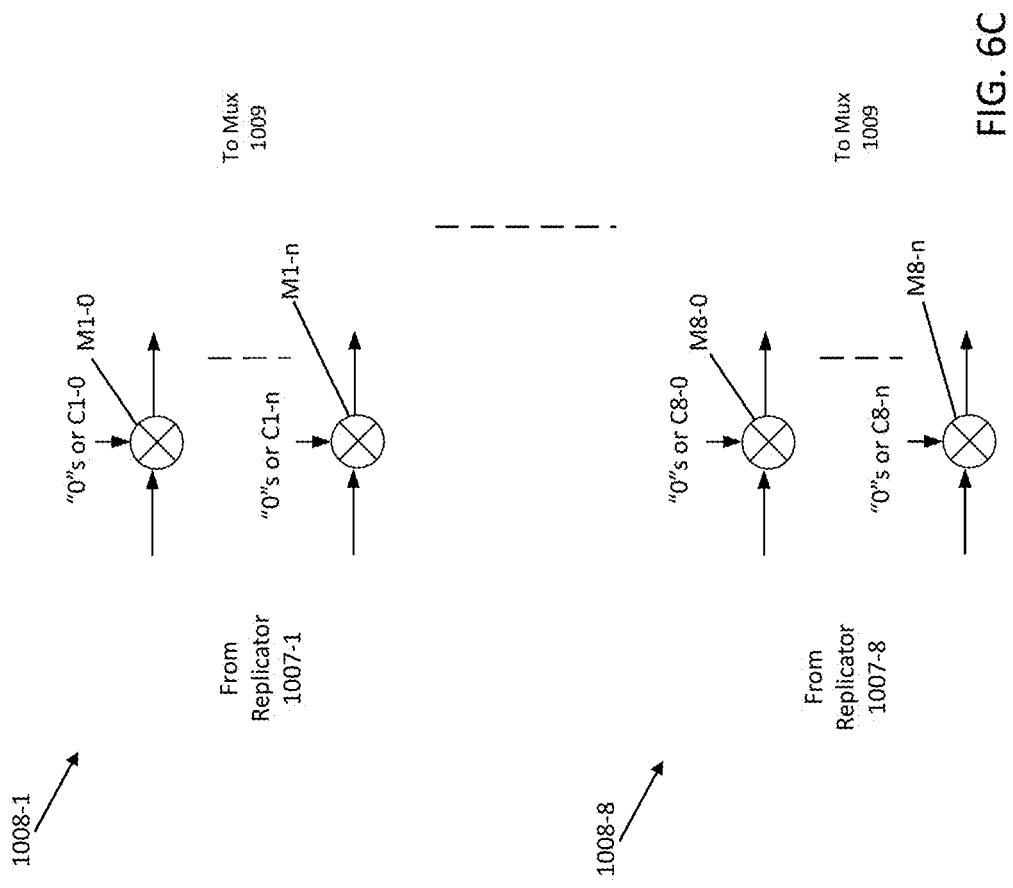 1008-1
From
Replicator
1007-1
“0”s or C1-0
M1-0
“0”s or C1-n
M1-n
To Mux
1009
1008-8
From
Replicator
1007-8
“0”s or C8-0
M8-0
“0”s or C8-n
M8-n
To Mux
1009
FIG. 6C